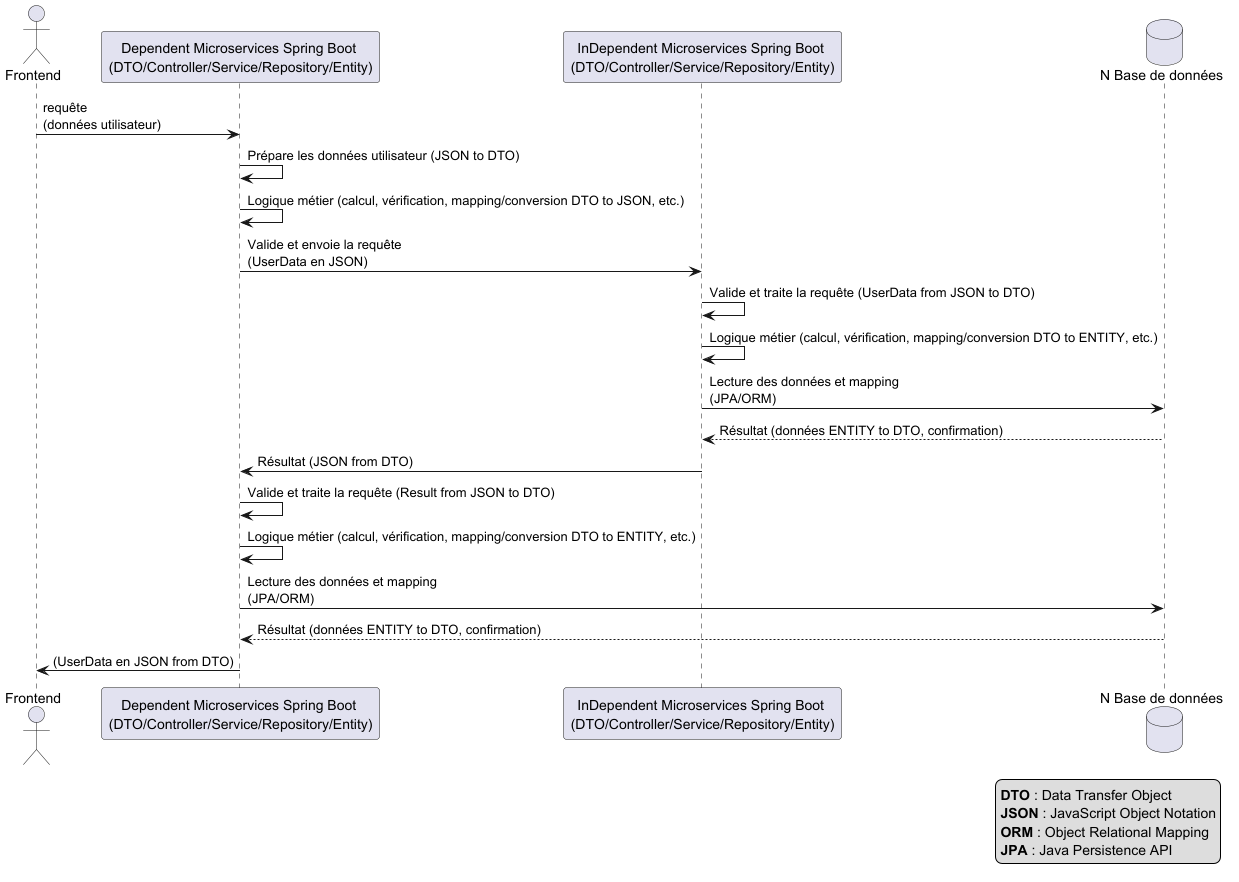 Frontend
Dependent Microservices Spring Boot
(DTO/Controller/Service/Repository/Entity)
InDependent Microservices Spring Boot
(DTO/Controller/Service/Repository/Entity)
N Base de données
requête
(données utilisateur)
Prépare les données utilisateur (JSON to DTO)
Logique métier (calcul, vérification, mapping/conversion DTO to JSON, etc.)
Valide et envoie la requête
(UserData en JSON)
Valide et traite la requête (UserData from JSON to DTO)
Logique métier (calcul, vérification, mapping/conversion DTO to ENTITY, etc.)
Lecture des données et mapping
(JPA/ORM)
Résultat (données ENTITY to DTO, confirmation)
Résultat (JSON from DTO)
Valide et traite la requête (Result from JSON to DTO)
Logique métier (calcul, vérification, mapping/conversion DTO to ENTITY, etc.)
Lecture des données et mapping
(JPA/ORM)
Résultat (données ENTITY to DTO, confirmation)
(UserData en JSON from DTO)
Frontend
Dependent Microservices Spring Boot
(DTO/Controller/Service/Repository/Entity)
InDependent Microservices Spring Boot
(DTO/Controller/Service/Repository/Entity)
N Base de données
DTO : Data Transfer Object
JSON : JavaScript Object Notation
ORM : Object Relational Mapping
JPA : Java Persistence API